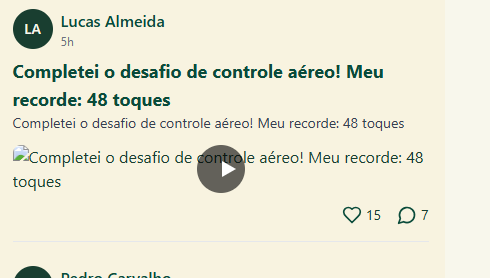 LA
Lucas Almeida
5h
Completei o desafio de controle aéreo! Meu
recorde: 48 toques
Completei o desafio de controle aéreo! Meu recorde: 48 toques
Completei o desafio de controle aéreo! Meu recorde: 48
toques
15
7
Pedro Carvalho